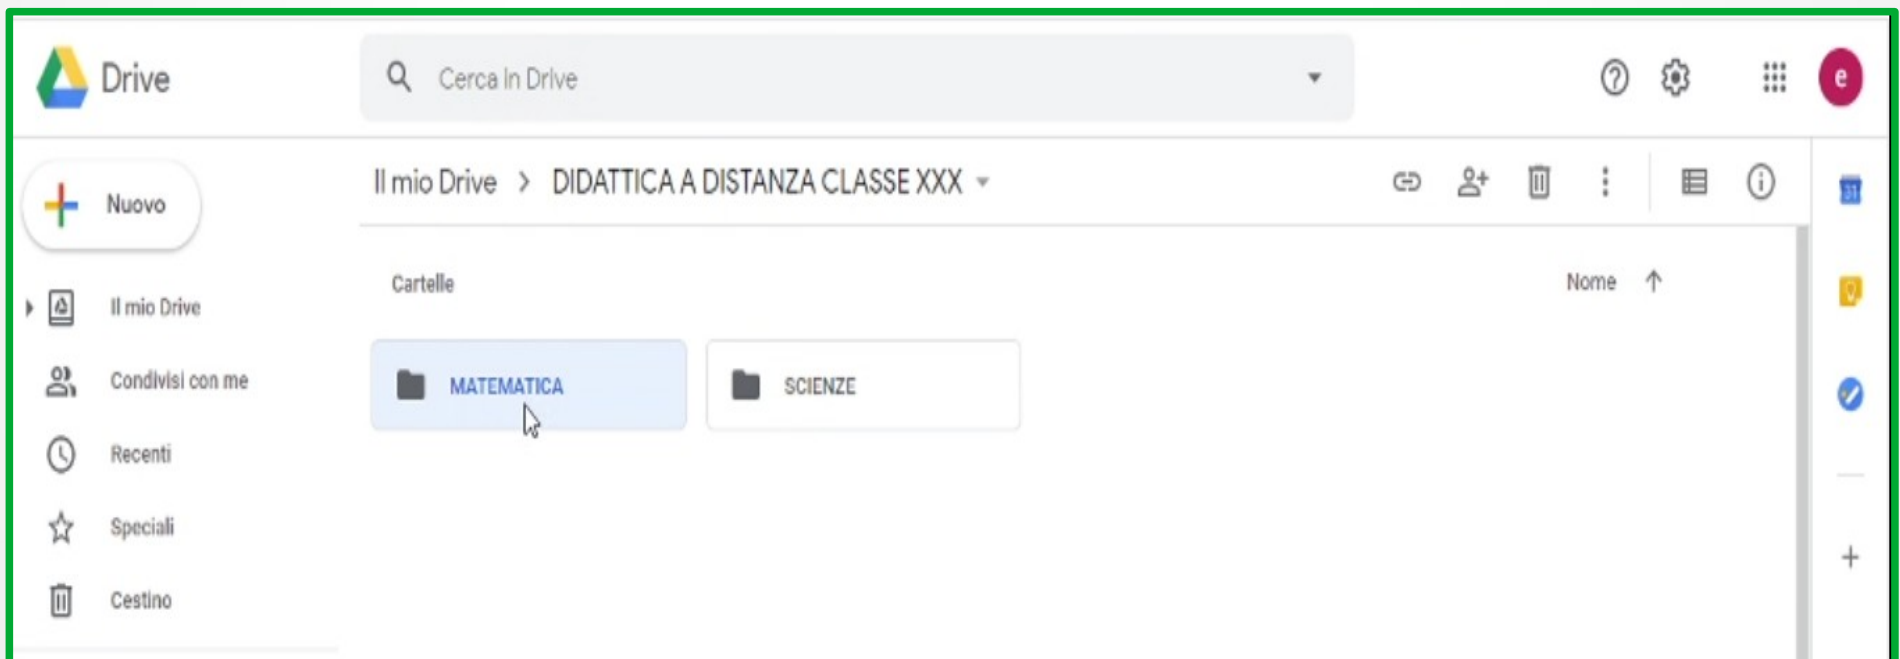 Drive
Cerca in Drive
e
Nuovo
Il mio Drive > DIDATTICA A DISTANZA CLASSE XXX
31
Il mio Drive
Condivisi con me
Recenti
Speciali
Cestino
Cartelle
Nome
MATEMATICA
SCIENZE